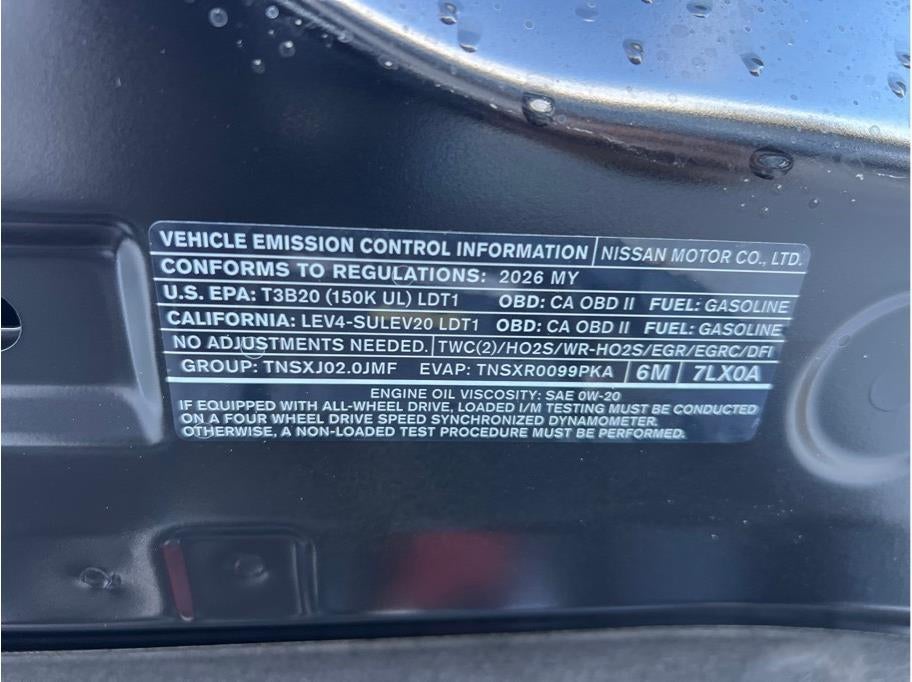 VEHICLE EMISSION CONTROL INFORMATION NISSAN MOTOR CO., LTD.
CONFORMS TO REGULATIONS: 2026 MY
U.S. EPA: T3B20 (150K UL) LDT1 OBD: CA OBD II FUEL: GASOLINE
CALIFORNIA: LEV4-SULEV20 LDT1 OBD: CA OBD II FUEL: GASOLINE
NO ADJUSTMENTS NEEDED. TWC(2)/HO2S/WR-HO2S/EGR/EGRC/DFI
GROUP: TNSXJ02.0JMF EVAP: TNSXR0099PKA 6M 7LX0A
ENGINE OIL VISCOSITY: SAE 0W-20
IF EQUIPPED WITH ALL-WHEEL DRIVE, LOADED I/M TESTING MUST BE CONDUCTED
ON A FOUR WHEEL DRIVE SPEED SYNCHRONIZED DYNAMOMETER.
OTHERWISE, A NON-LOADED TEST PROCEDURE MUST BE PERFORMED.